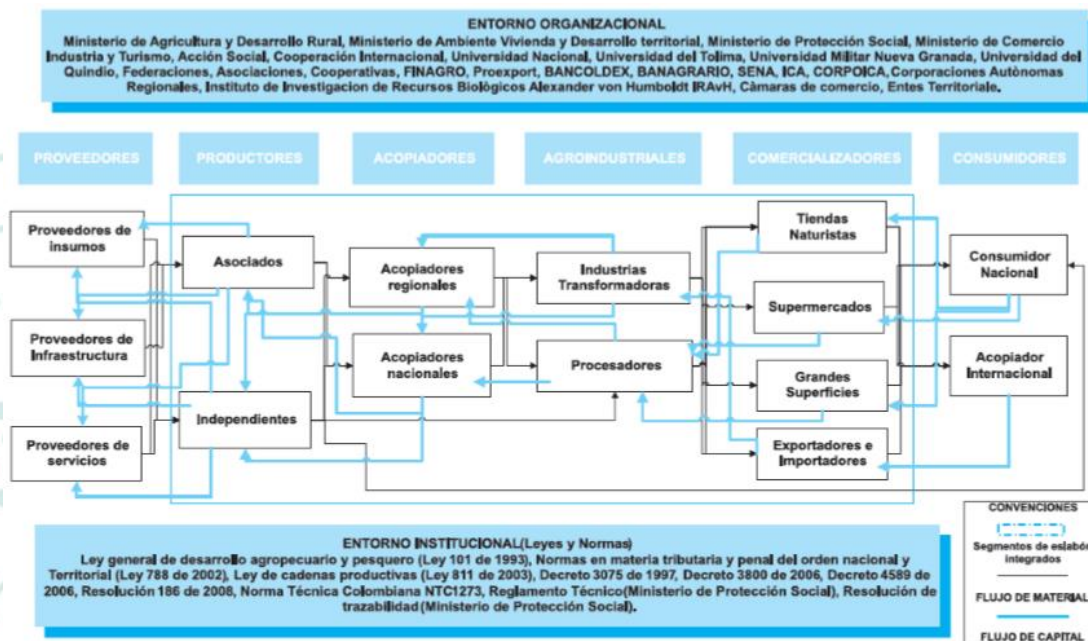 ENTORNO ORGANIZACIONAL
Ministerio de Agricultura y Desarrollo Rural, Ministerio de Ambiente Vivienda y Desarrollo territorial, Ministerio de Protección Social, Ministerio de Comercio
Industria y Turismo, Acción Social, Cooperación Internacional, Universidad Nacional, Universidad del Tolima, Universidad Militar Nueva Granada, Universidad del
Quindio, Federaciones, Asociaciones, Cooperativas, FINAGRO, Proexport, BANCOLDEX, BANAGRARIO, SENA, ICA, CORPOICA, Corporaciones Autònomas
Regionales, Instituto de Investigacion de Recursos Biològicos Alexander von Humboldt IRAvH, Càmaras de comercio, Entes Territoriale.
PROVEEDORES
PRODUCTORES
ACOPIADORES
AGROINDUSTRIALES
COMERCIALIZADORES
CONSUMIDORES
Proveedores de
insumos
Proveedores de
Infraestructura
Proveedores de
servicios
Asociados
Independientes
Acopiadores
regionales
Acopiadores
nacionales
Industrias
Transformadoras
Procesadores
Tiendas
Naturistas
Supermercados
Grandes
Superficies
Exportadores e
Importadores
Consumidor
Nacional
Acopiador
Internacional
ENTORNO INSTITUCIONAL(Leyes y Normas)
Ley general de desarrollo agropecuario y pesquero (Ley 101 de 1993), Normas en materia tributaria y penal del orden nacional y
Territorial (Ley 788 de 2002), Ley de cadenas productivas (Ley 811 de 2003), Decreto 3075 de 1997, Decreto 3800 de 2006, Decreto 4589 de
2006, Resolución 186 de 2008, Norma Técnica Colombiana NTC1273, Reglamento Técnico(Ministerio de Protección Social), Resolución de
trazabilidad(Ministerio de Protección Social).
CONVENCIONES
Segmentos de eslabón
integrados
FLUJO DE MATERIAL
FLUJO DE CAPITAL